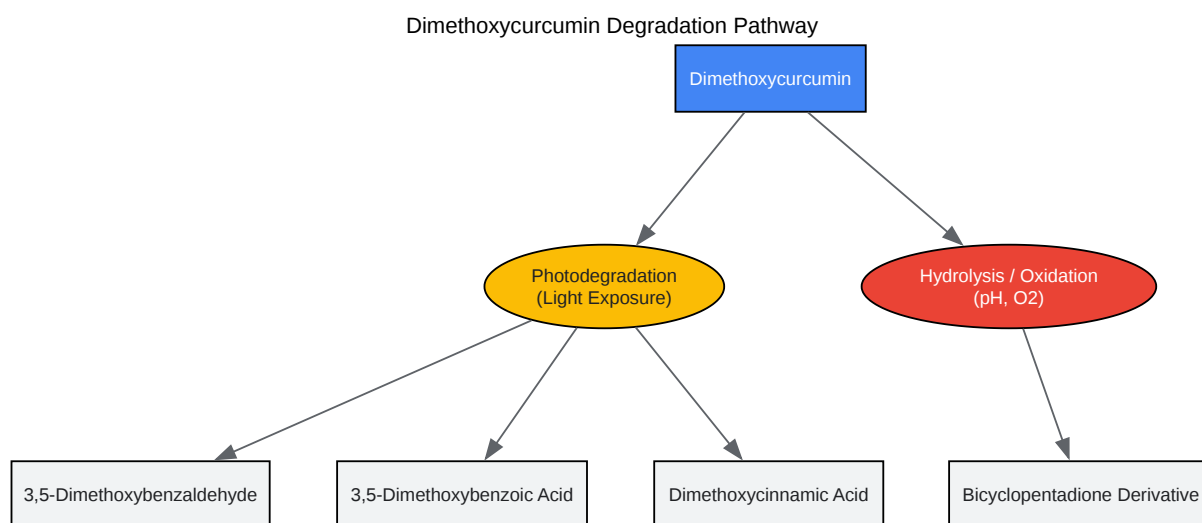 Dimethoxycurcumin Degradation Pathway
Dimethoxycurcumin
Photodegradation
(Light Exposure)
Hydrolysis / Oxidation
(pH, O2)
3,5-Dimethoxybenzaldehyde
3,5-Dimethoxybenzoic Acid
Dimethoxycinnamic Acid
Bicyclopentadione Derivative